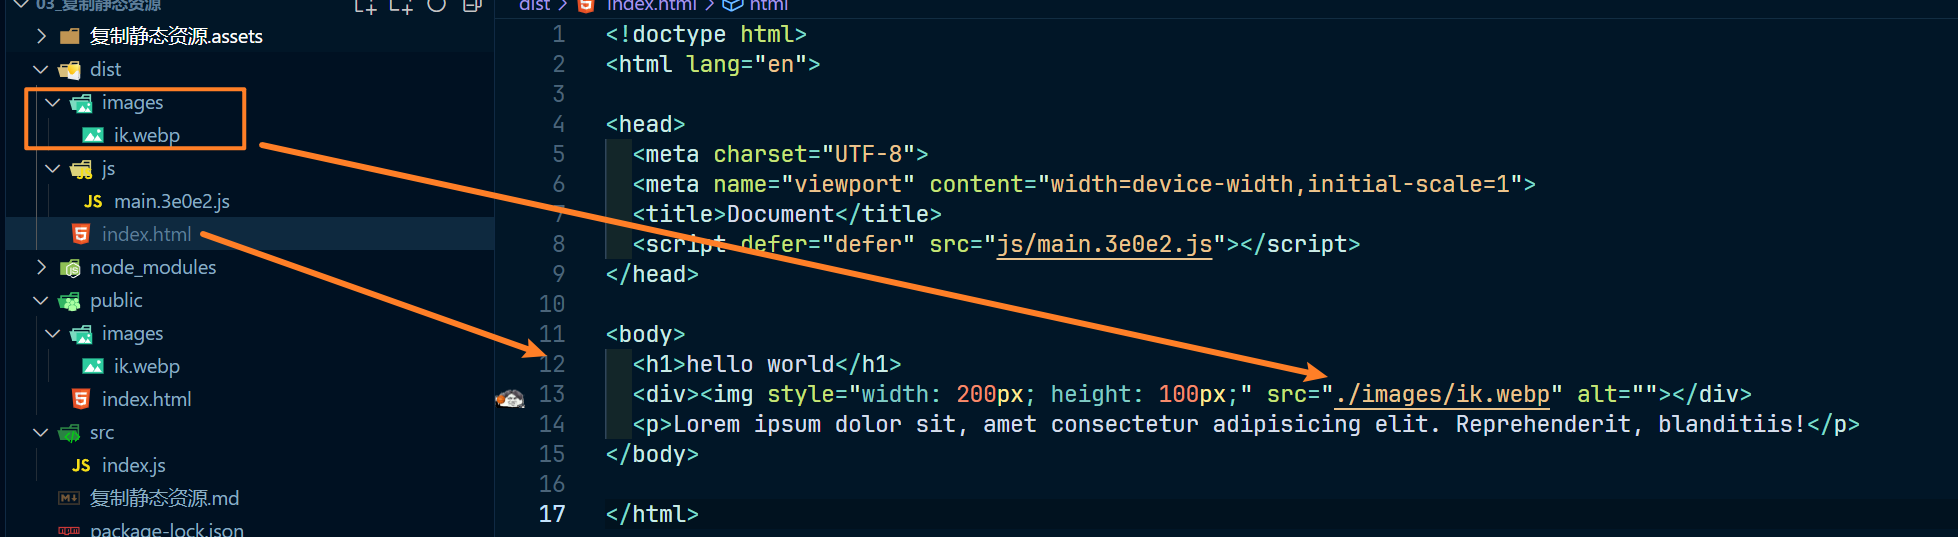 03_复制静态资源
复制静态资源.assets
dist
images
ik.webp
js
JS main.3e0e2.js
index.html
node_modules
public
images
ik.webp
index.html
src
JS index.js
复制静态资源.md
package-lock.json
dist > index.html > html
1 <!doctype html>
2 <html lang="en">
3
4 <head>
5 <meta charset="UTF-8">
6 <meta name="viewport" content="width=device-width,initial-scale=1">
7 <title>Document</title>
8 <script defer="defer" src="js/main.3e0e2.js"></script>
9 </head>
10
11 <body>
12 <h1>hello world</h1>
13 <div><img style="width: 200px; height: 100px;" src="./images/ik.webp" alt=""></div>
14 <p>Lorem ipsum dolor sit, amet consectetur adipisicing elit. Reprehenderit, blanditiis!</p>
15 </body>
16
17 </html>